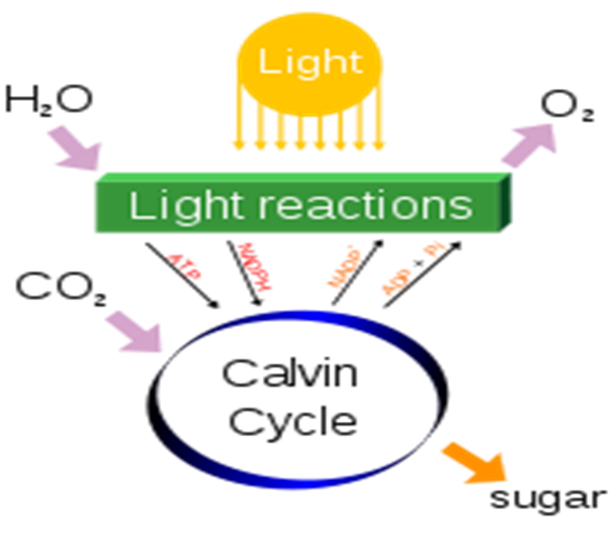 Light
H₂O
O₂
Light reactions
ATP
NADPH
NADP⁺
ADP + Pi
CO₂
Calvin
Cycle
sugar